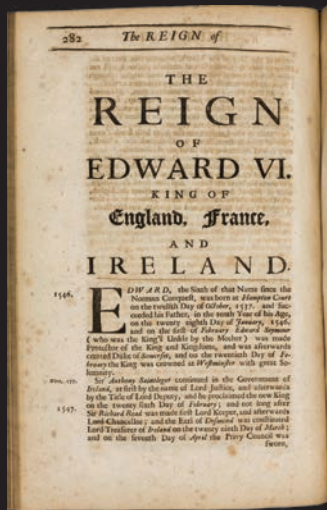 282 The REIGN of
THE
REIGN
OF
EDWARD VI.
KING OF
England, France,
AND
IRELAND.
1546. EDWARD, the Sixth of that Name since the
Norman Conquest, was born at Hampton Court
on the twelfth Day of October, 1537. and suc-
ceeded his Father, in the tenth Year of his Age,
on the twenty eighth Day of January, 1546.
and on the first of February Edward Seymour
(who was the King's Unkle by the Mother) was made
Protector of the King and Kingdoms, and was afterwards
created Duke of Somerset, and on the twentieth Day of Fe-
bruary the King was crowned at Westminster with great So-
lemnity.
Sir Anthony Saintleger continued in the Government of
Ireland, at first by the name of Lord Justice, and afterwards
by the Title of Lord Deputy, and he proclaimed the new King
on the twenty sixth Day of February; and not long after
1547. Sir Richard Read was made first Lord Keeper, and afterwards
Lord Chancellor; and the Earl of Desmond was constituted
Lord Treasurer of Ireland on the twenty ninth Day of March;
and on the seventh Day of April the Privy Council was
sworn,